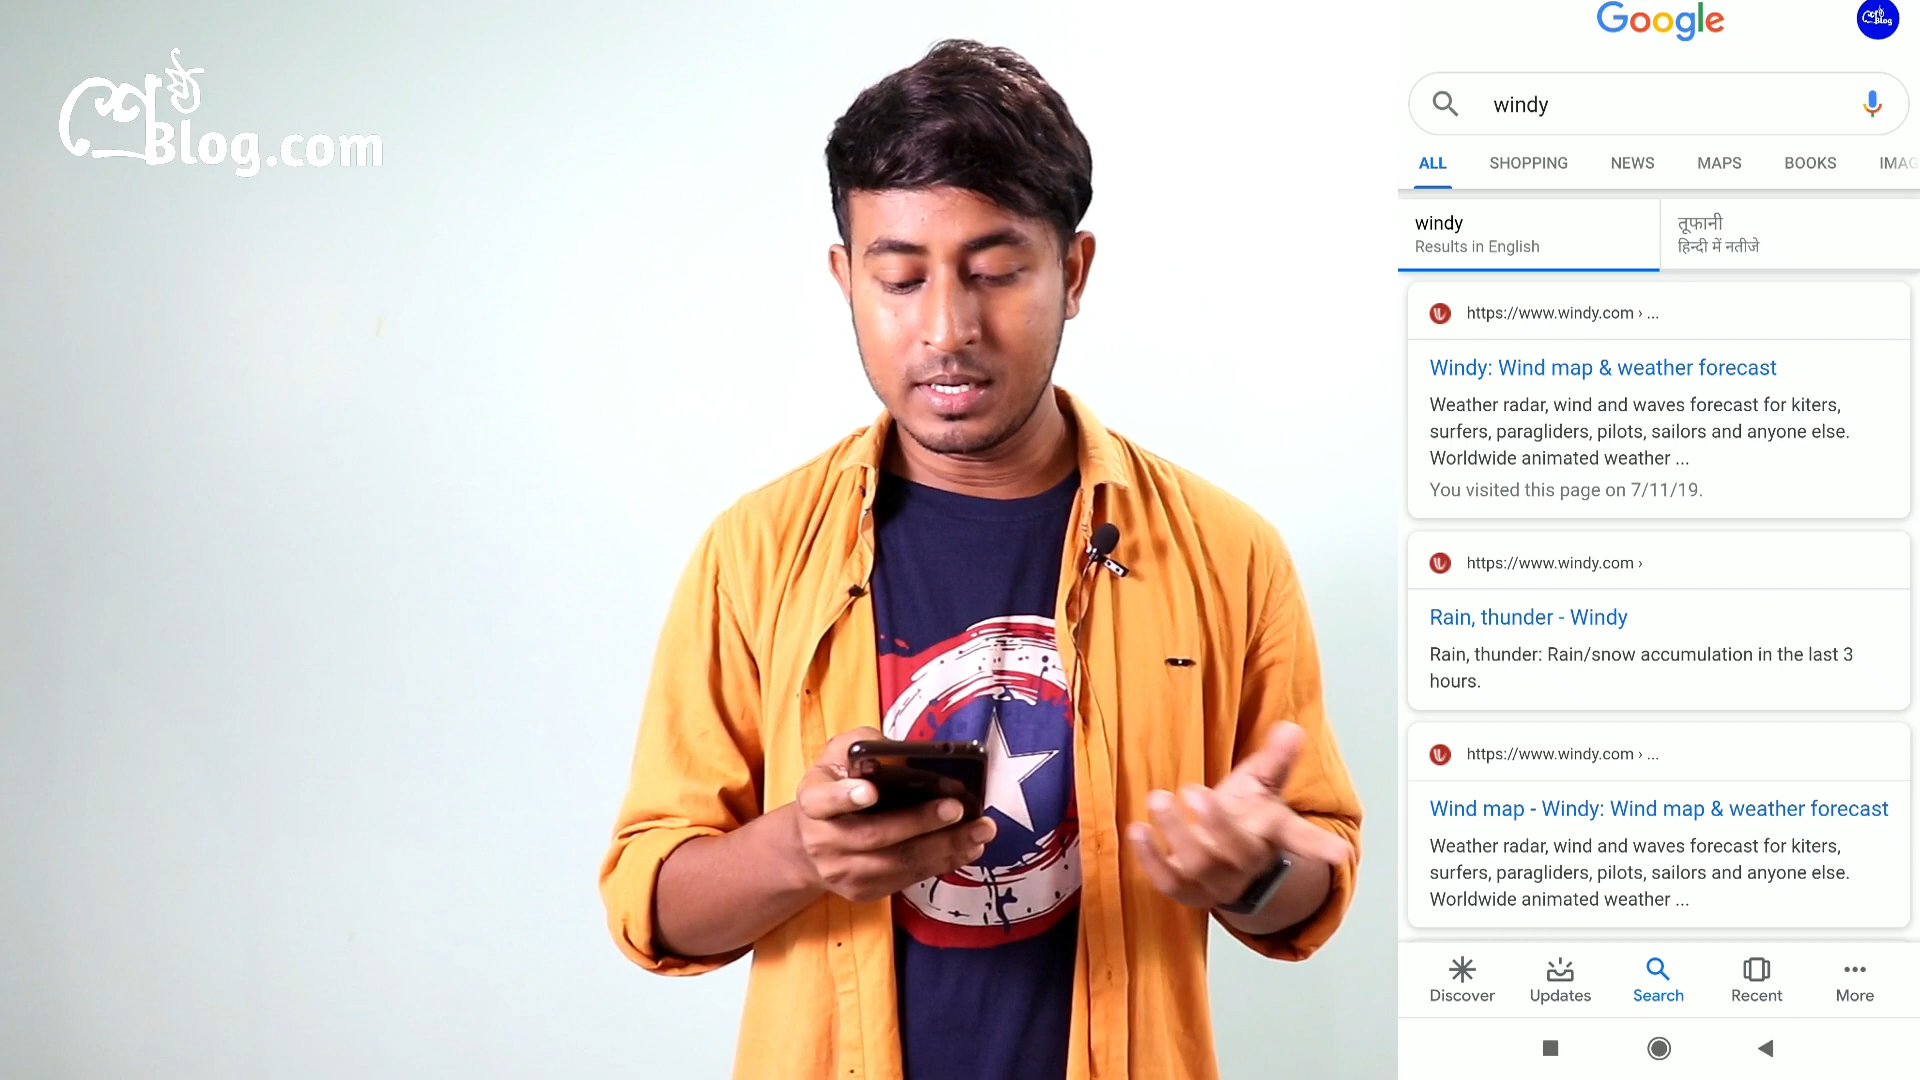 শ্রেষ্ঠ
Blog.com
Google
windy
ALL SHOPPING NEWS MAPS BOOKS IMAG
windy
Results in English
तूफानी
हिन्दी में नतीजे
https://www.windy.com › ...
Windy: Wind map & weather forecast
Weather radar, wind and waves forecast for kiters,
surfers, paragliders, pilots, sailors and anyone else.
Worldwide animated weather ...
You visited this page on 7/11/19.
https://www.windy.com ›
Rain, thunder - Windy
Rain, thunder: Rain/snow accumulation in the last 3
hours.
https://www.windy.com › ...
Wind map - Windy: Wind map & weather forecast
Weather radar, wind and waves forecast for kiters,
surfers, paragliders, pilots, sailors and anyone else.
Worldwide animated weather ...
Discover Updates Search Recent More